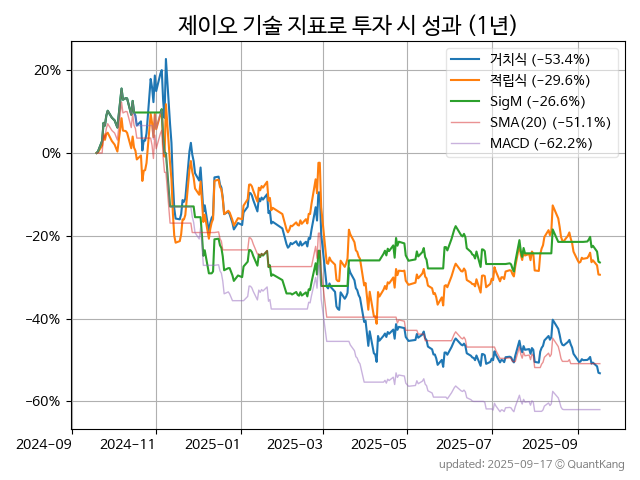 제이오 기술 지표로 투자 시 성과 (1년)
거치식 (−53.4%)
적립식 (−29.6%)
SigM (−26.6%)
SMA(20) (−51.1%)
MACD (−62.2%)
20%
0%
−20%
−40%
−60%
2024-09 2024-11 2025-01 2025-03 2025-05 2025-07 2025-09
updated: 2025-09-17 © QuantKang